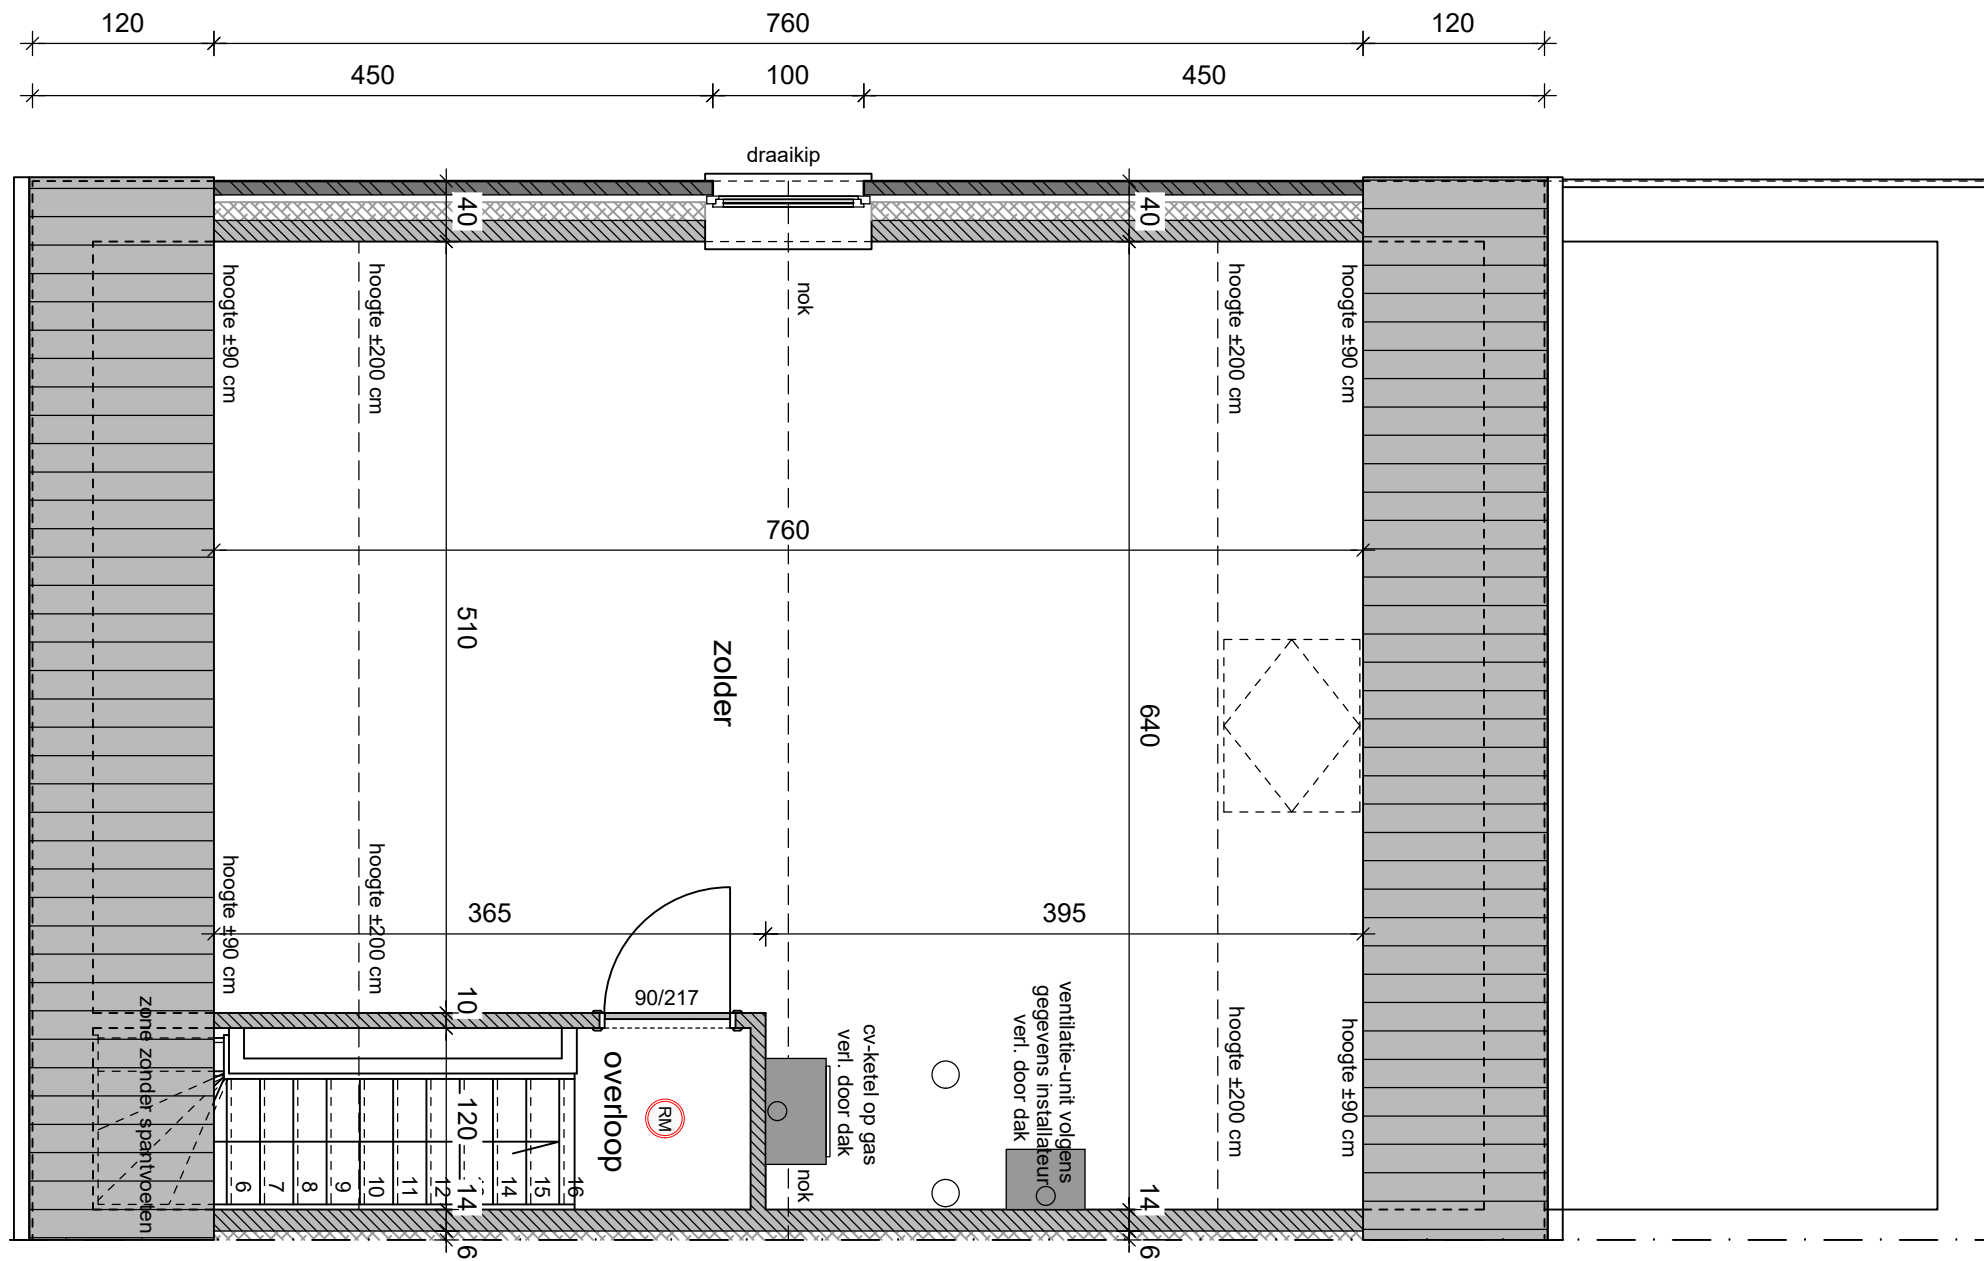 120
760
120
450
100
450
draaikip
40
40
hoogte ±90 cm
hoogte ±200 cm
nok
hoogte ±200 cm
hoogte ±90 cm
760
510
zolder
640
hoogte ±90 cm
hoogte ±200 cm
365
395
10
90/217
zone zonder spantvoeten
overloop
RM
cv-ketel op gas
verl. door dak
ventilatie-unit volgens
gegevens installateur
verl. door dak
hoogte ±200 cm
hoogte ±90 cm
120
6
7
8
9
10
11
12
14
15
16
nok
14
14
6
6